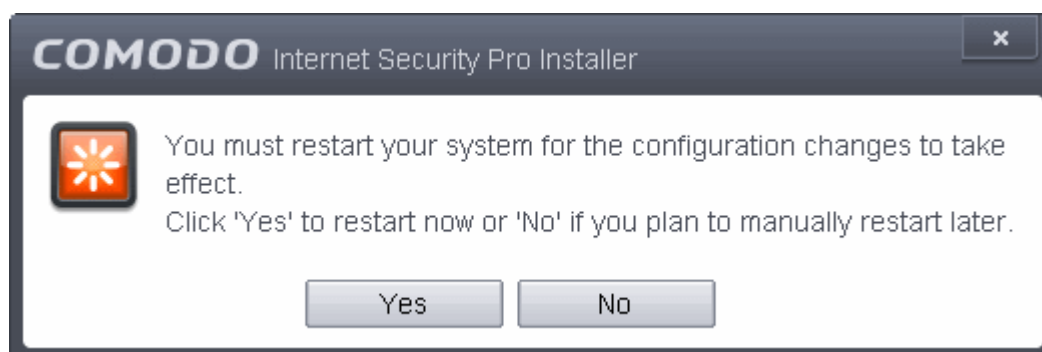 COMODO Internet Security Pro Installer
You must restart your system for the configuration changes to take
effect.
Click 'Yes' to restart now or 'No' if you plan to manually restart later.
Yes No